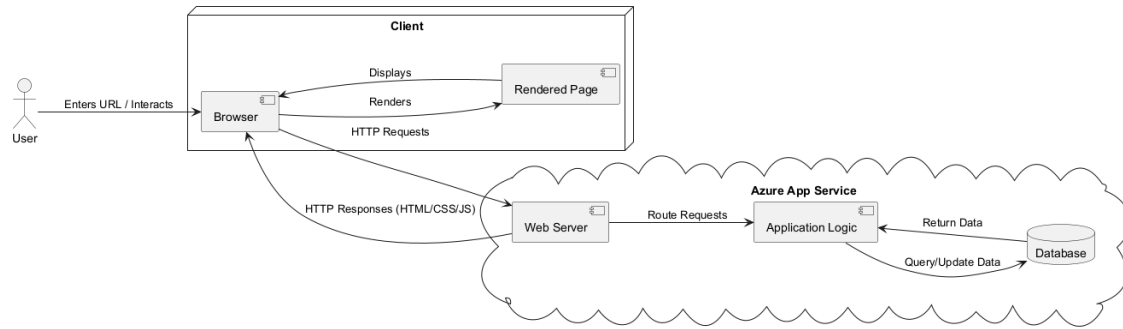 Client
Displays
Rendered Page
Enters URL / Interacts
Browser
Renders
User
HTTP Requests
Azure App Service
HTTP Responses (HTML/CSS/JS)
Web Server
Route Requests
Application Logic
Return Data
Database
Query/Update Data